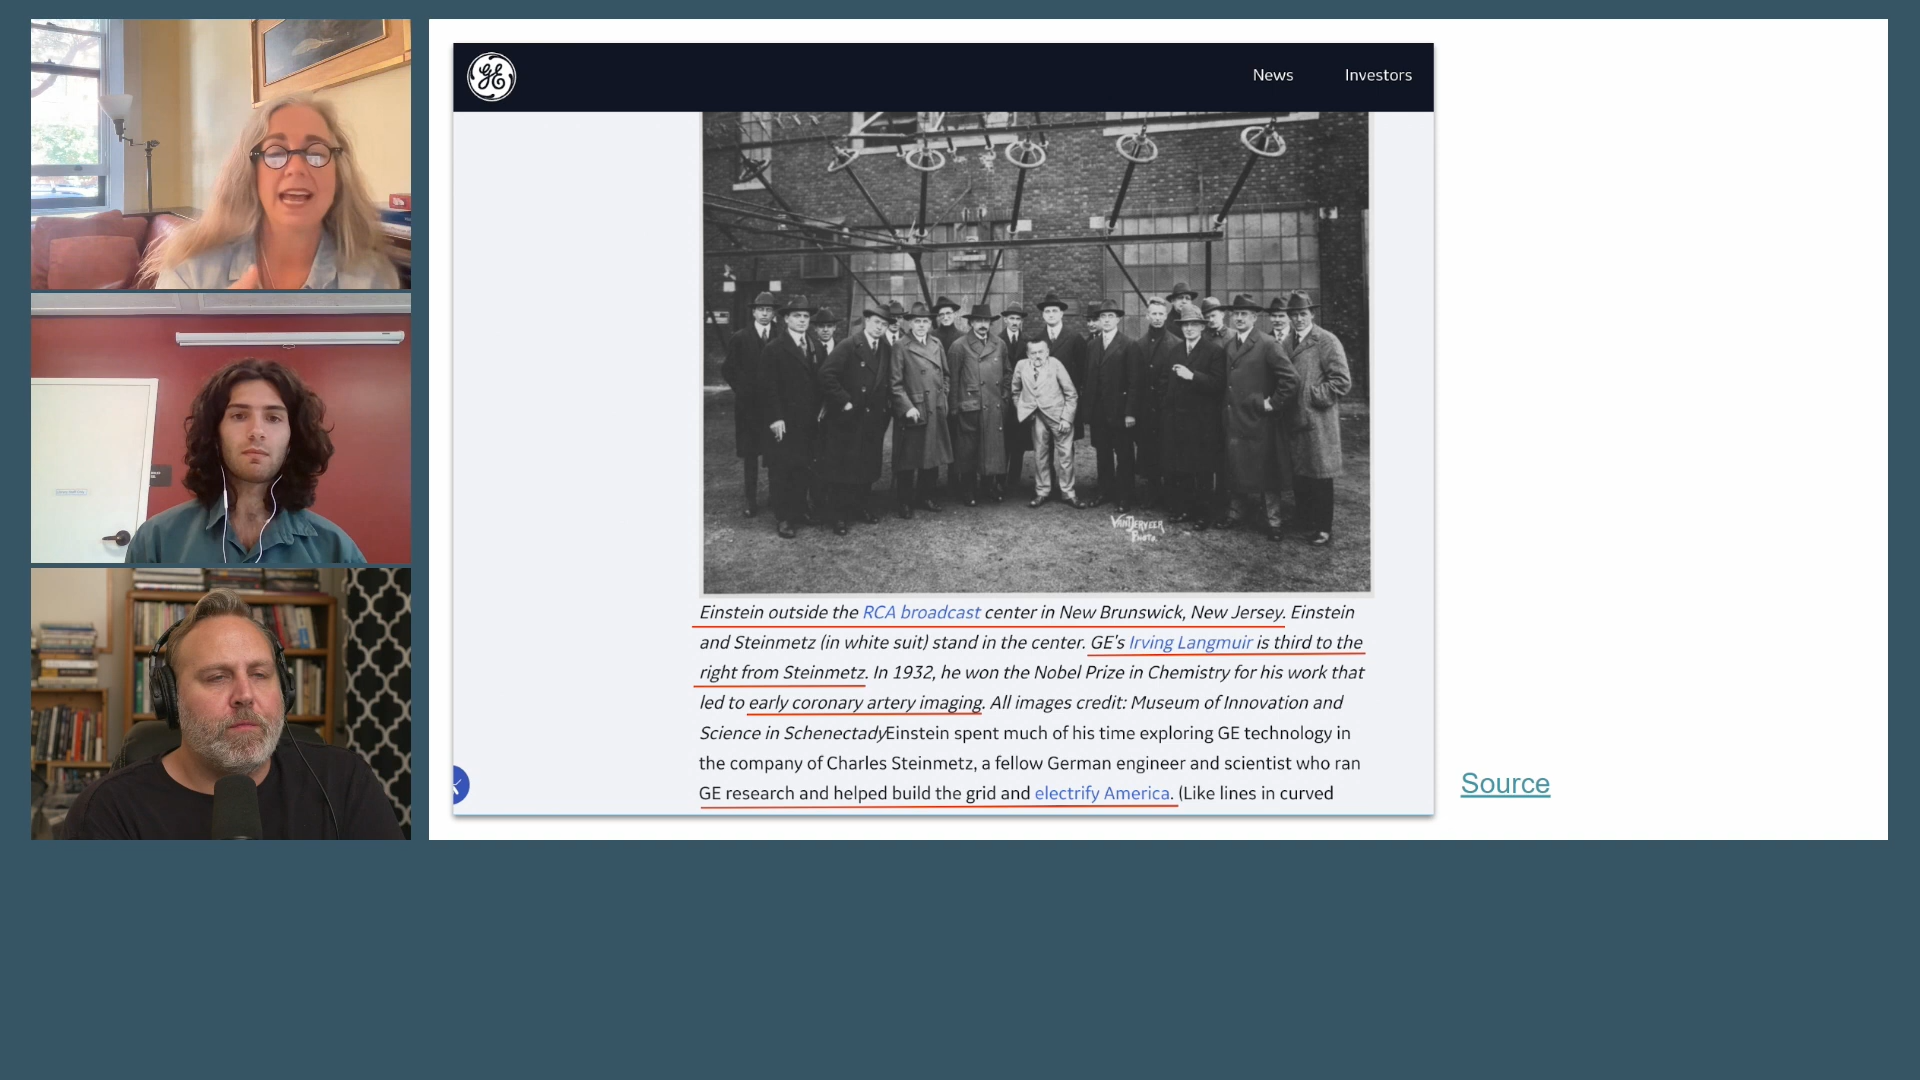 GE
News
Investors
VANDERVEER
PHOTO.
Einstein outside the RCA broadcast center in New Brunswick, New Jersey. Einstein
and Steinmetz (in white suit) stand in the center. GE's Irving Langmuir is third to the
right from Steinmetz. In 1932, he won the Nobel Prize in Chemistry for his work that
led to early coronary artery imaging. All images credit: Museum of Innovation and
Science in SchenectadyEinstein spent much of his time exploring GE technology in
the company of Charles Steinmetz, a fellow German engineer and scientist who ran
GE research and helped build the grid and electrify America. (Like lines in curved
Source